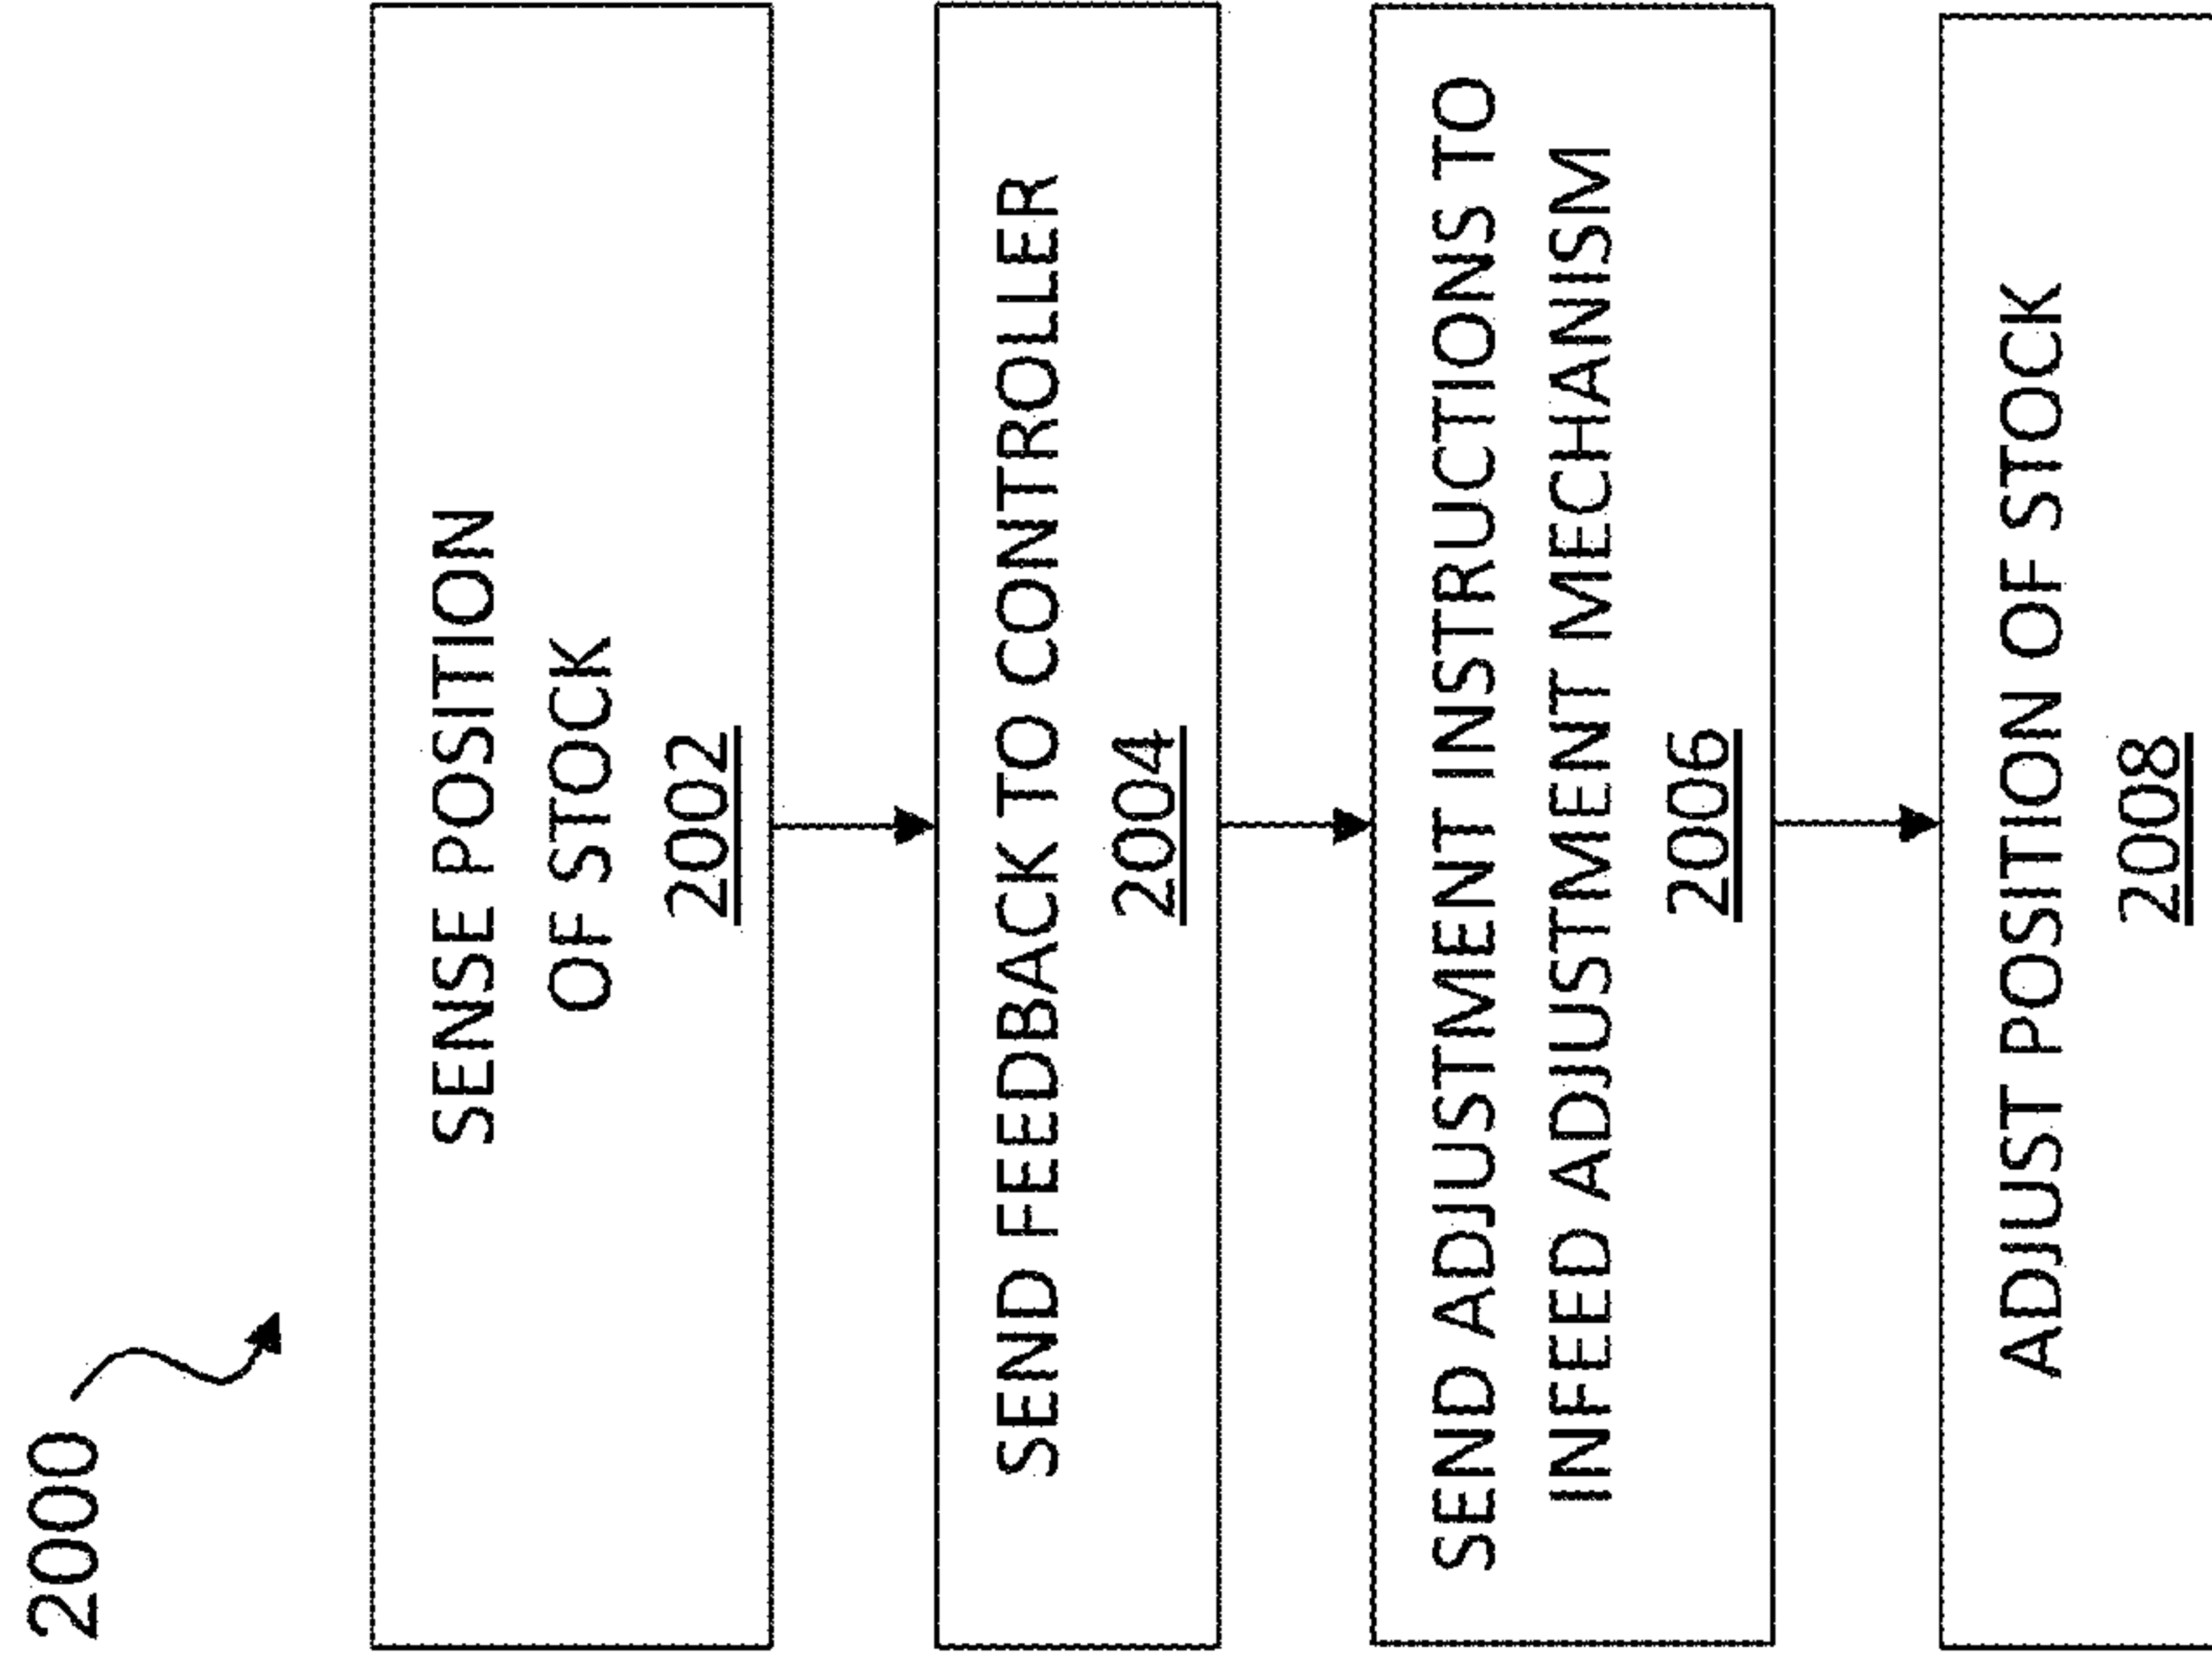 2000
SENSE POSITION
OF STOCK
2002
SEND FEEDBACK TO CONTROLLER
2004
SEND ADJUSTMENT INSTRUCTIONS TO
INFEED ADJUSTMENT MECHANISM
2006
ADJUST POSITION OF STOCK
2008